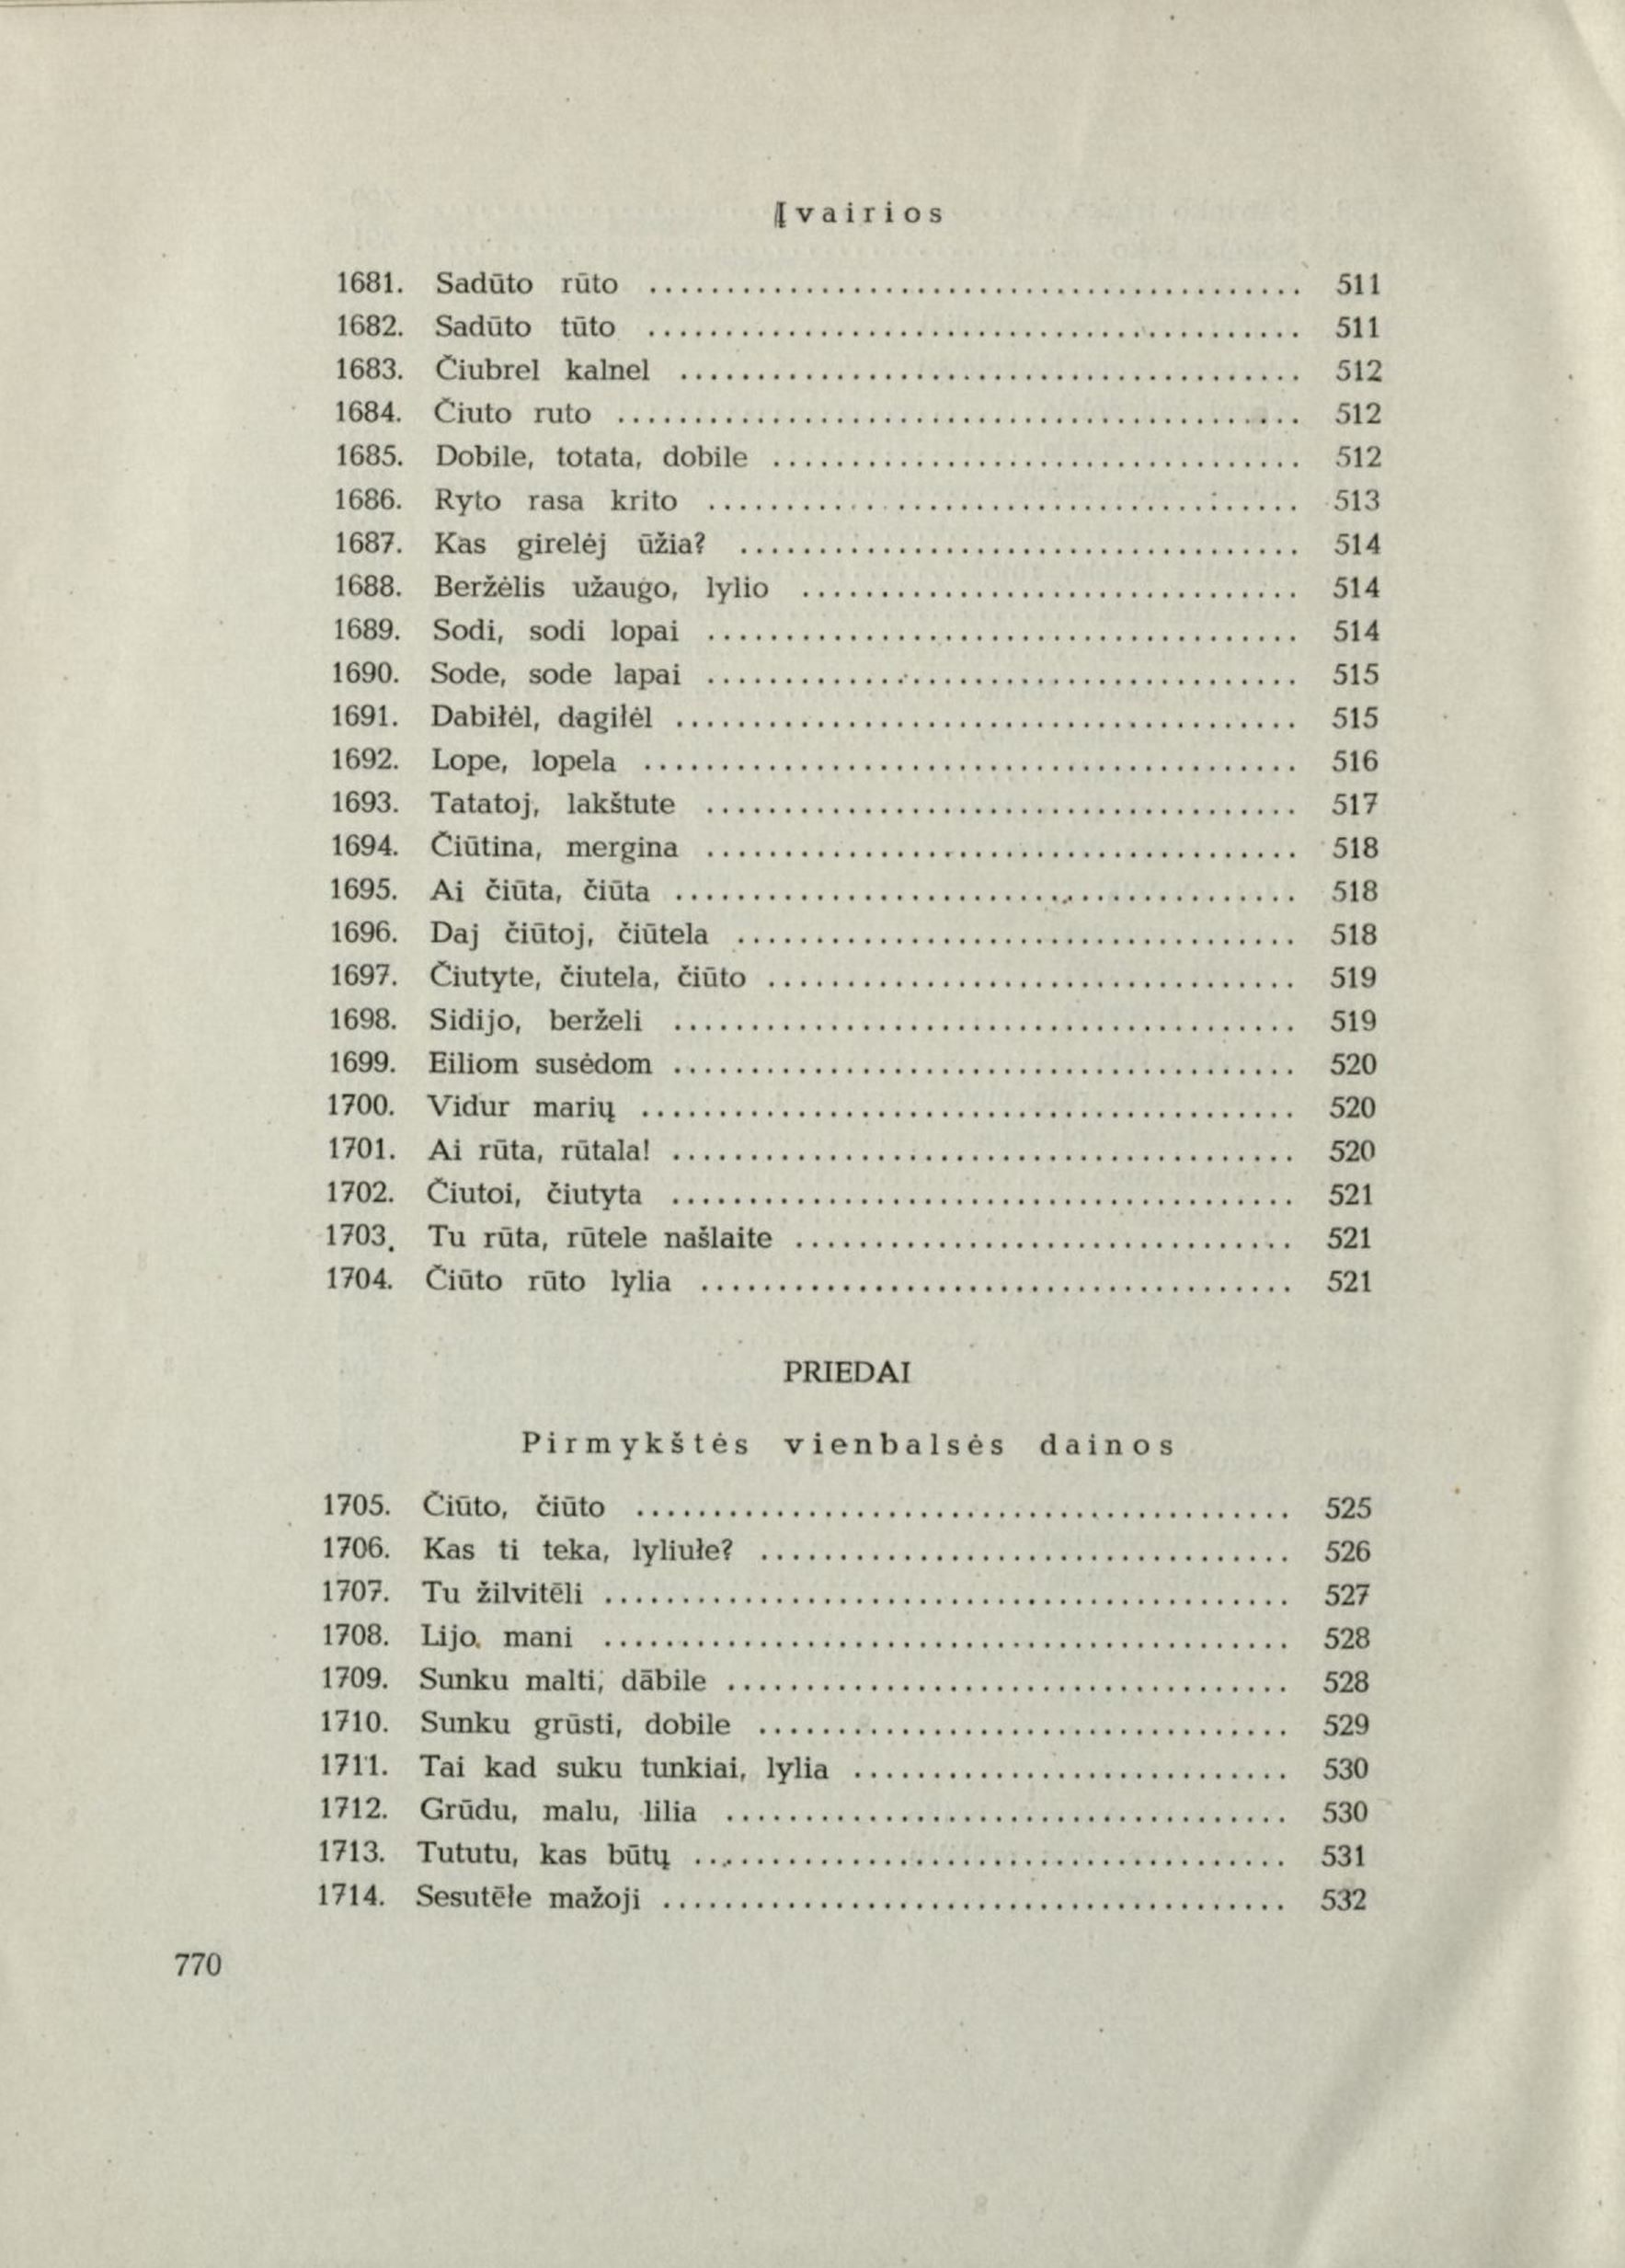 Įvairios
1681. Sadūto rūto ........................................ 511
1682. Sadūto tūto ........................................ 511
1683. Čiubrel kalnel ........................................ 512
1684. Čiuto ruto ........................................ 512
1685. Dobile, totata, dobile ........................................ 512
1686. Ryto rasa krito ........................................ 513
1687. Kas girelėj ūžia? ........................................ 514
1688. Beržėlis užaugo, lylio ........................................ 514
1689. Sodi, sodi lopai ........................................ 514
1690. Sode, sode lapai ........................................ 515
1691. Dabiłėl, dagiłėl ........................................ 515
1692. Lope, lopela ........................................ 516
1693. Tatatoj, lakštute ........................................ 517
1694. Čiūtina, mergina ........................................ 518
1695. Ai čiūta, čiūta ........................................ 518
1696. Daj čiūtoj, čiūtela ........................................ 518
1697. Čiutyte, čiutela, čiūto ........................................ 519
1698. Sidijo, berželi ........................................ 519
1699. Eiliom susėdom ........................................ 520
1700. Vidur marių ........................................ 520
1701. Ai rūta, rūtala! ........................................ 520
1702. Čiutoi, čiutyta ........................................ 521
1703. Tu rūta, rūtele našlaite ........................................ 521
1704. Čiūto rūto lylia ........................................ 521
PRIEDAI
Pirmykštės vienbalsės dainos
1705. Čiūto, čiūto ........................................ 525
1706. Kas ti teka, lyliułe? ........................................ 526
1707. Tu žilvitēli ........................................ 527
1708. Lijo mani ........................................ 528
1709. Sunku malti, dābile ........................................ 528
1710. Sunku grūsti, dobile ........................................ 529
1711. Tai kad suku tunkiai, lylia ........................................ 530
1712. Grūdu, malu, lilia ........................................ 530
1713. Tututu, kas būtų ........................................ 531
1714. Sesutēłe mažoji ........................................ 532
770